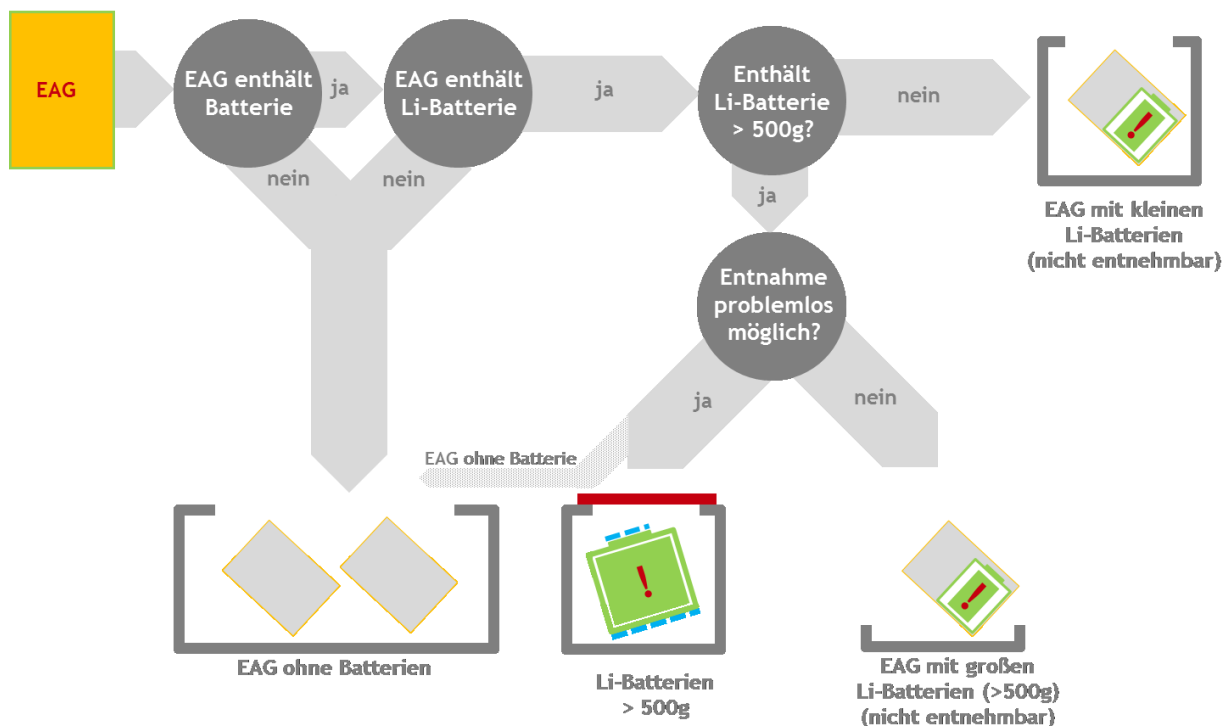 EAG
EAG enthält
Batterie
ja
EAG enthält
Li-Batterie
ja
Enthält
Li-Batterie
> 500g?
nein
nein
nein
ja
EAG mit kleinen
Li-Batterien
(nicht entnehmbar)
Entnahme
problemlos
möglich?
ja
nein
EAG ohne Batterie
!
!
!
EAG ohne Batterien
Li-Batterien
> 500g
EAG mit großen
Li-Batterien (>500g)
(nicht entnehmbar)